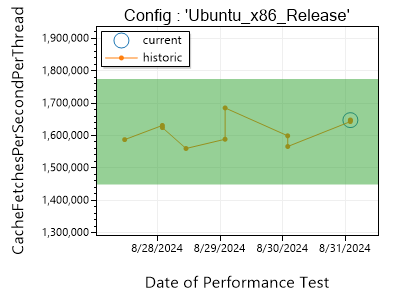 Config : 'Ubuntu_x86_Release'
CacheFetchesPerSecondPerThread
1,900,000
1,800,000
1,700,000
1,600,000
1,500,000
1,400,000
1,300,000
current
historic
8/28/2024
8/29/2024
8/30/2024
8/31/2024
Date of Performance Test